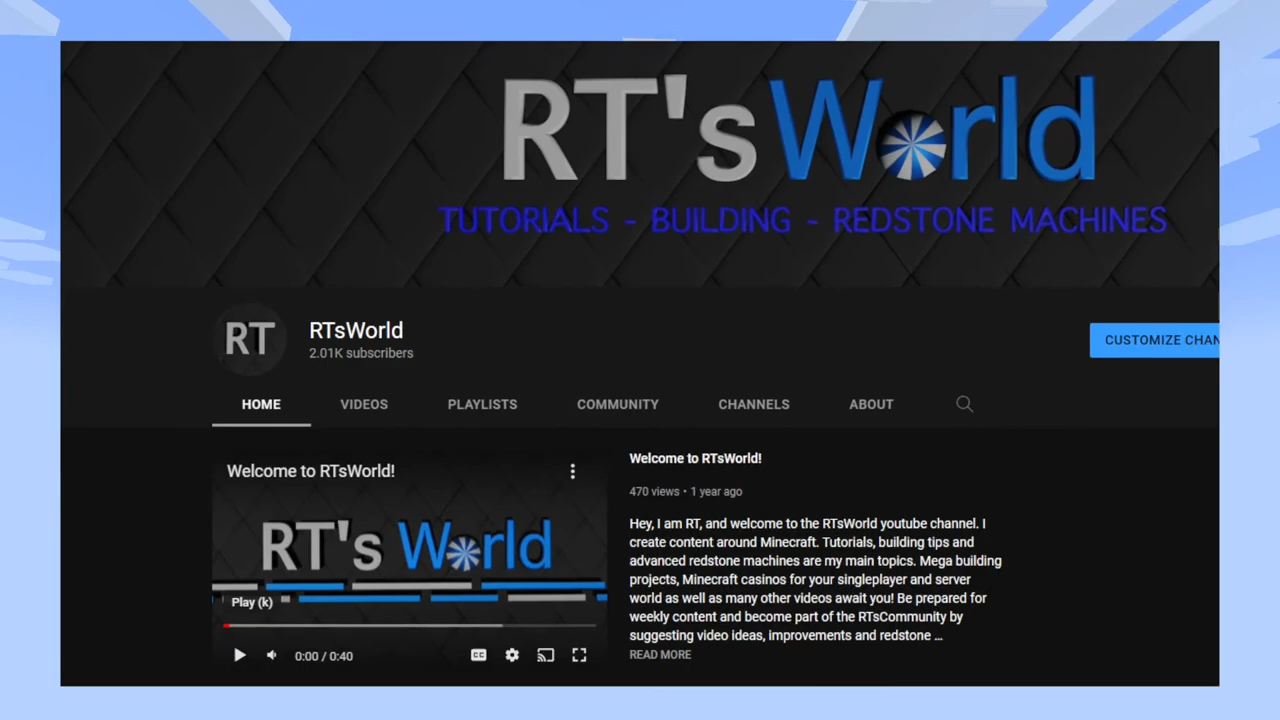 RT's World
TUTORIALS - BUILDING - REDSTONE MACHINES
RT
RTsWorld
2.01K subscribers
CUSTOMIZE CHAN
HOME VIDEOS PLAYLISTS COMMUNITY CHANNELS ABOUT
Welcome to RTsWorld!
RT's World
Play (k)
0:00 / 0:40
CC
Welcome to RTsWorld!
470 views • 1 year ago
Hey, I am RT, and welcome to the RTsWorld youtube channel. I
create content around Minecraft. Tutorials, building tips and
advanced redstone machines are my main topics. Mega building
projects, Minecraft casinos for your singleplayer and server
world as well as many other videos await you! Be prepared for
weekly content and become part of the RTsCommunity by
suggesting video ideas, improvements and redstone ...
READ MORE